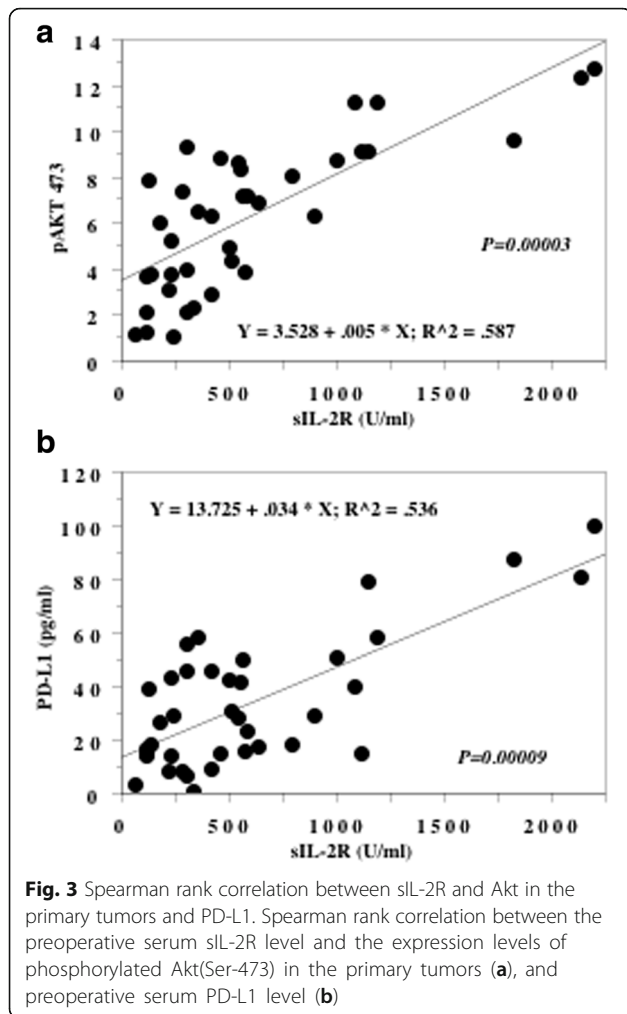 a
14
12
10
8
6
4
2
0
pAKT 473
P=0.00003
Y = 3.528 + .005 * X; R^2 = .587
0 500 1000 1500 2000
sIL-2R (U/ml)
b
120
100
80
60
40
20
0
PD-L1 (pg/ml)
Y = 13.725 + .034 * X; R^2 = .536
P=0.00009
0 500 1000 1500 2000
sIL-2R (U/ml)
Fig. 3 Spearman rank correlation between sIL-2R and Akt in the
primary tumors and PD-L1. Spearman rank correlation between the
preoperative serum sIL-2R level and the expression levels of
phosphorylated Akt(Ser-473) in the primary tumors (a), and
preoperative serum PD-L1 level (b)